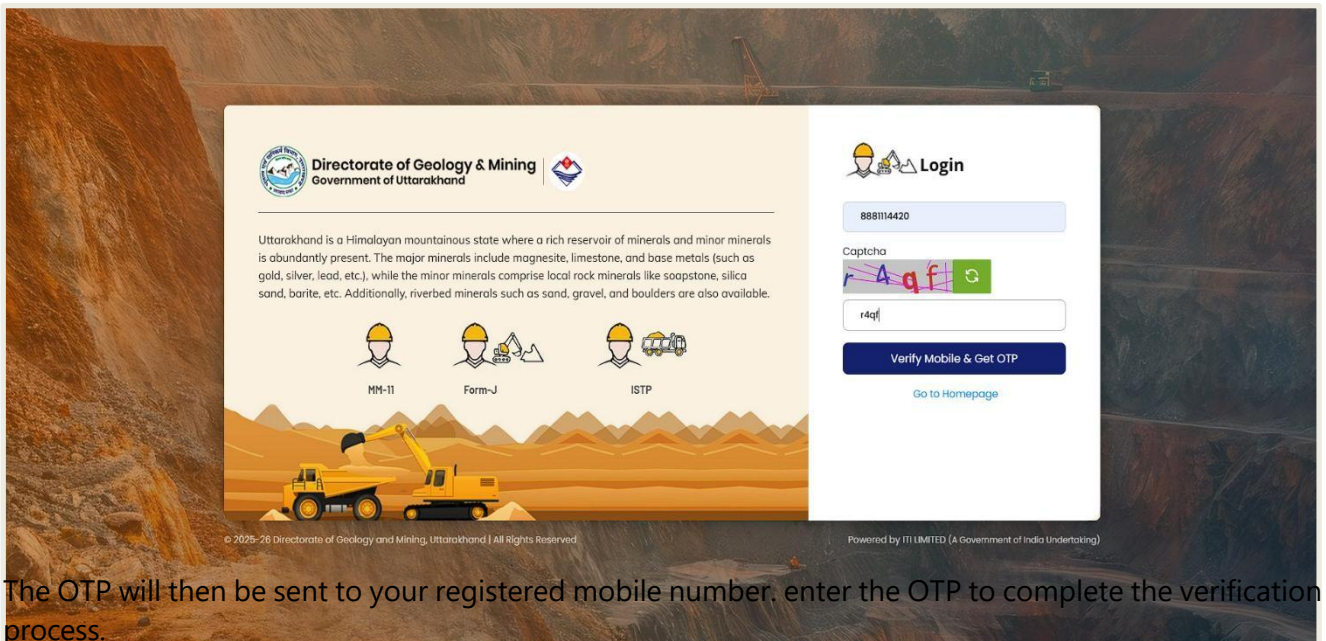 Directorate of Geology & Mining
Government of Uttarakhand
Uttarakhand is a Himalayan mountainous state where a rich reservoir of minerals and minor minerals
is abundantly present. The major minerals include magnesite, limestone, and base metals (such as
gold, silver, lead, etc.), while the minor minerals comprise local rock minerals like soapstone, silica
sand, barite, etc. Additionally, riverbed minerals such as sand, gravel, and boulders are also available.
MM-11
Form-J
ISTP
Login
8881114420
Captcha
r 4 q f
r4qf
Verify Mobile & Get OTP
Go to Homepage
© 2025-26 Directorate of Geology and Mining, Uttarakhand | All Rights Reserved
Powered by ITI LIMITED (A Government of India Undertaking)
The OTP will then be sent to your registered mobile number. enter the OTP to complete the verification
process.